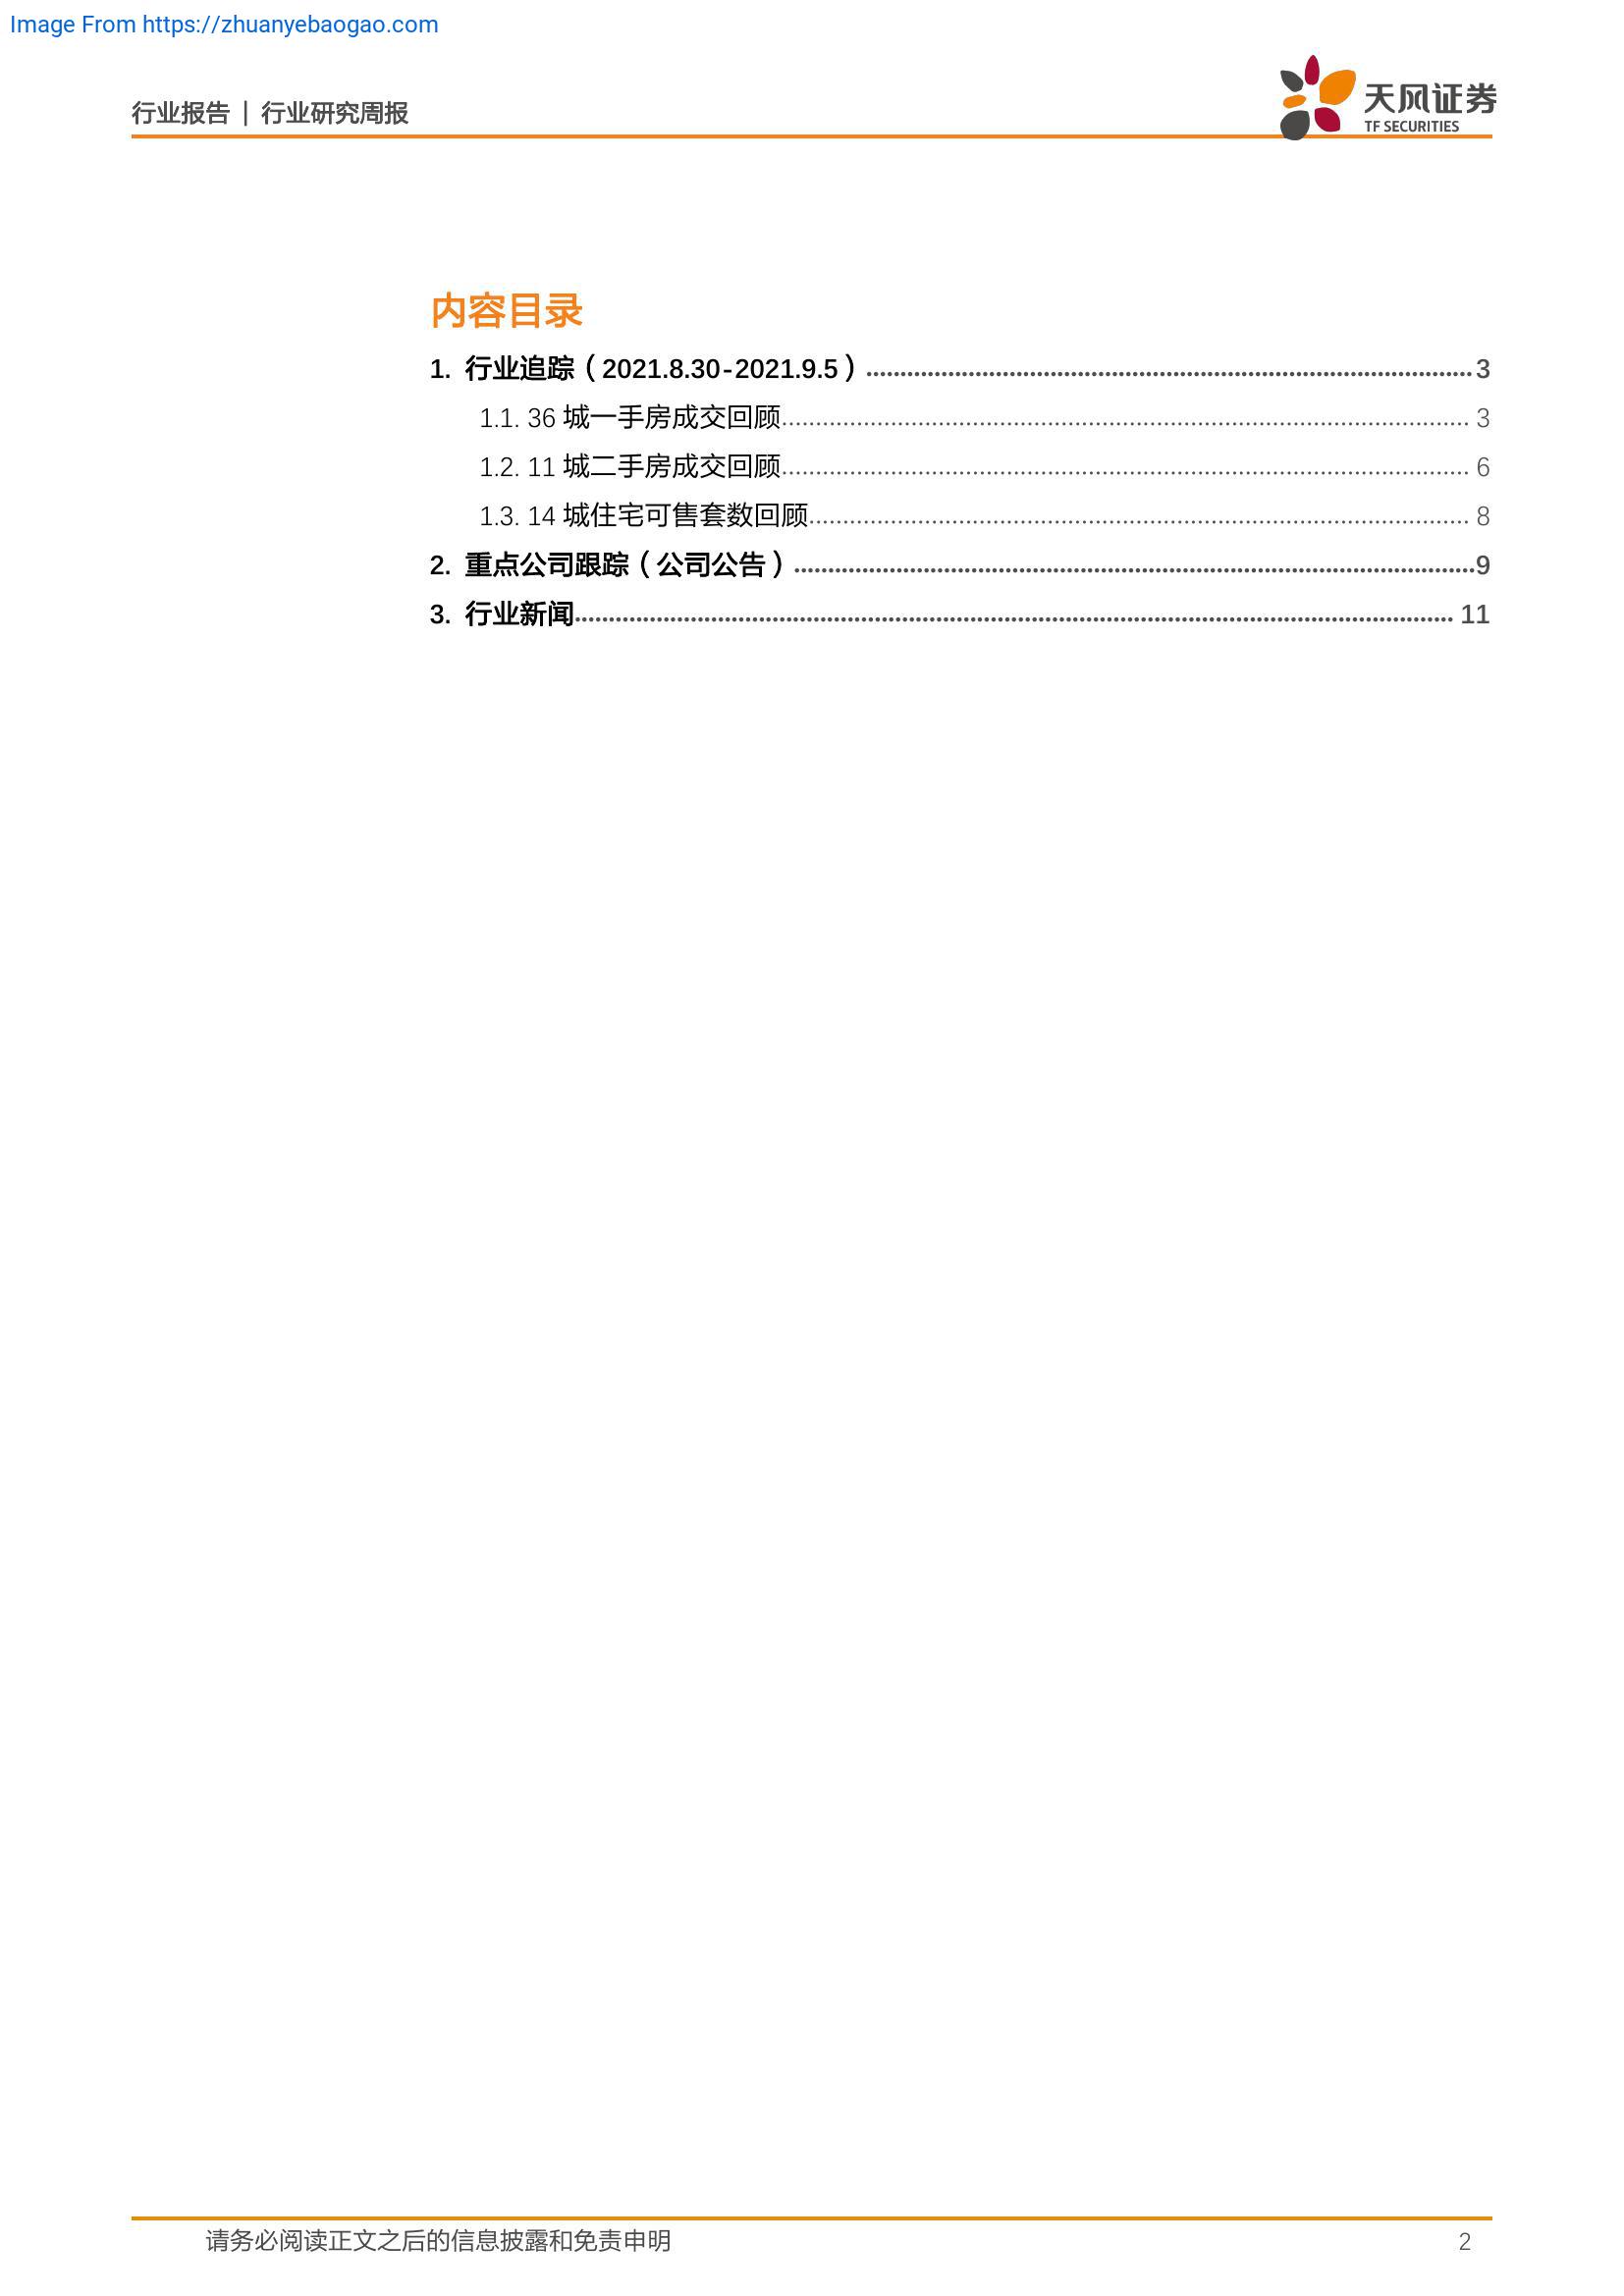 Image From https://zhuanyebaogao.com
行业报告 | 行业研究周报
天风证券
TF SECURITIES
内容目录
1. 行业追踪（2021.8.30-2021.9.5）........................................ 3
1.1. 36 城一手房成交回顾........................................ 3
1.2. 11 城二手房成交回顾........................................ 6
1.3. 14 城住宅可售套数回顾........................................ 8
2. 重点公司跟踪（公司公告）........................................9
3. 行业新闻........................................ 11
请务必阅读正文之后的信息披露和免责申明 2